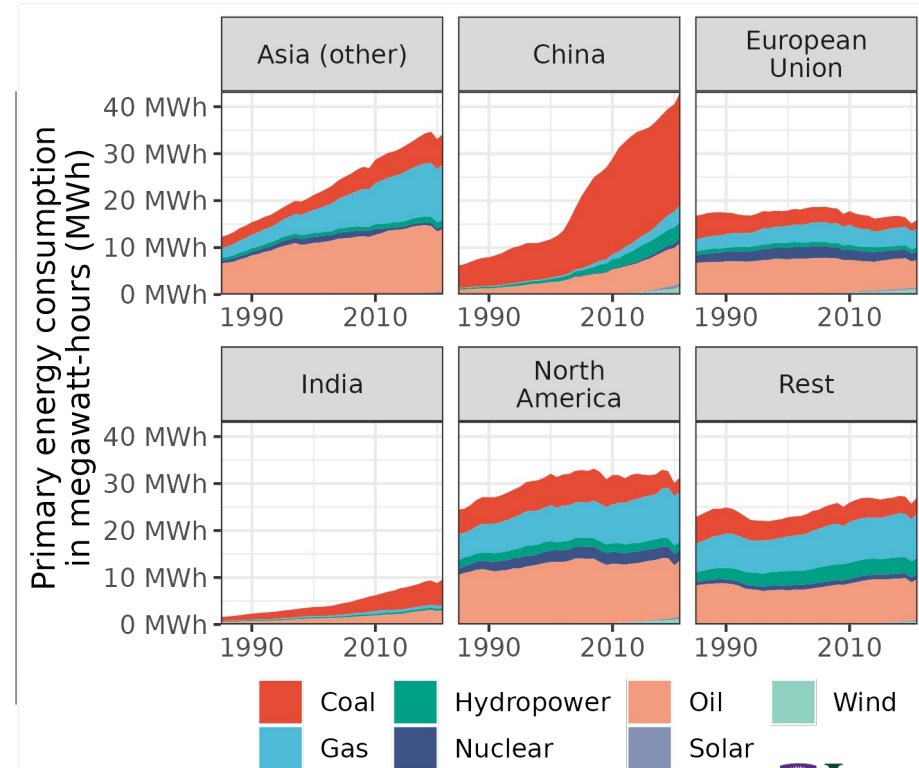 Asia (other)
China
European
Union
40 MWh
30 MWh
20 MWh
10 MWh
0 MWh
1990
2010
1990
2010
1990
2010
Primary energy consumption
in megawatt-hours (MWh)
India
North
America
Rest
40 MWh
30 MWh
20 MWh
10 MWh
0 MWh
1990
2010
1990
2010
1990
2010
Coal
Hydropower
Oil
Wind
Gas
Nuclear
Solar